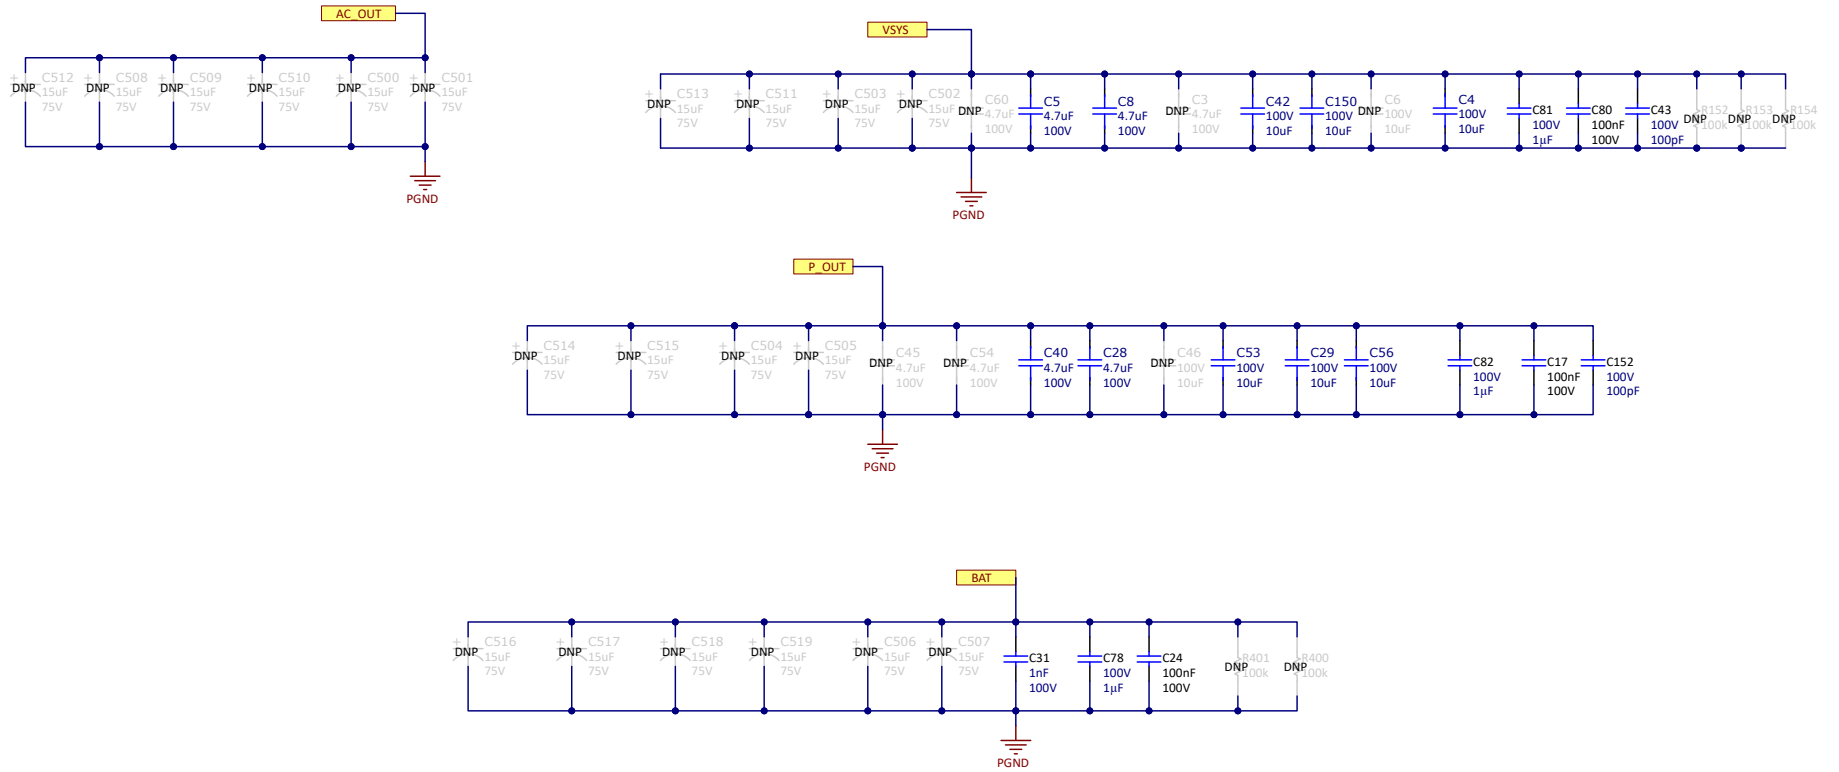 AC_OUT
+
C512
DNP
15uF
75V
+
C508
DNP
15uF
75V
+
C509
DNP
15uF
75V
+
C510
DNP
15uF
75V
+
C500
DNP
15uF
75V
+
C501
DNP
15uF
75V
PGND
VSYS
+
C513
DNP
15uF
75V
+
C511
DNP
15uF
75V
+
C503
DNP
15uF
75V
+
C502
DNP
15uF
75V
C60
DNP
4.7uF
100V
C5
4.7uF
100V
C8
4.7uF
100V
C3
DNP
4.7uF
100V
C42
100V
10uF
C150
100V
10uF
C6
DNP
100V
10uF
C4
100V
10uF
C81
100V
1µF
C80
100nF
100V
C43
100V
100pF
R152
DNP
100k
R153
DNP
100k
R154
DNP
100k
PGND
P_OUT
+
C514
DNP
15uF
75V
+
C515
DNP
15uF
75V
+
C504
DNP
15uF
75V
+
C505
DNP
15uF
75V
C45
DNP
4.7uF
100V
C54
DNP
4.7uF
100V
C40
4.7uF
100V
C28
4.7uF
100V
C46
DNP
100V
10uF
C53
100V
10uF
C29
100V
10uF
C56
100V
10uF
C82
100V
1µF
C17
100nF
100V
C152
100V
100pF
PGND
BAT
+
C516
DNP
15uF
75V
+
C517
DNP
15uF
75V
+
C518
DNP
15uF
75V
+
C519
DNP
15uF
75V
+
C506
DNP
15uF
75V
+
C507
DNP
15uF
75V
C31
1nF
100V
C78
100V
1µF
C24
100nF
100V
R401
DNP
100k
R400
DNP
100k
PGND